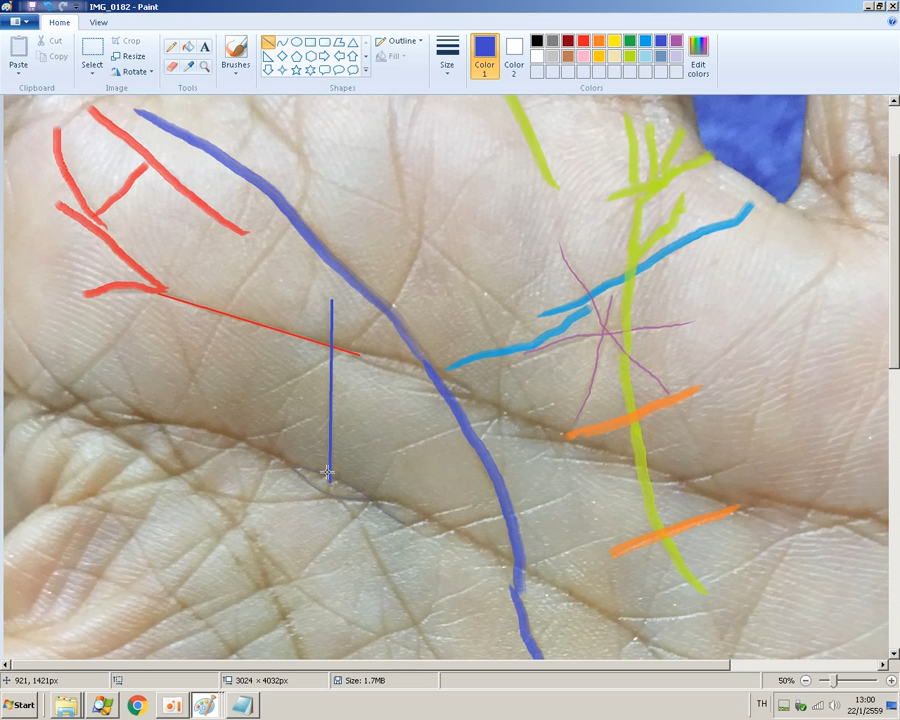 IMG_0182 - Paint
Home View
Paste
Cut
Copy
Clipboard
Select
Crop
Resize
Rotate
Image
Tools
Brushes
Outline
Fill
Shapes
Size
Color 1
Color 2
Edit colors
Colors
921, 1421px
3024 × 4032px
Size: 1.7MB
50%
Start
TH
13:00
22/1/2559